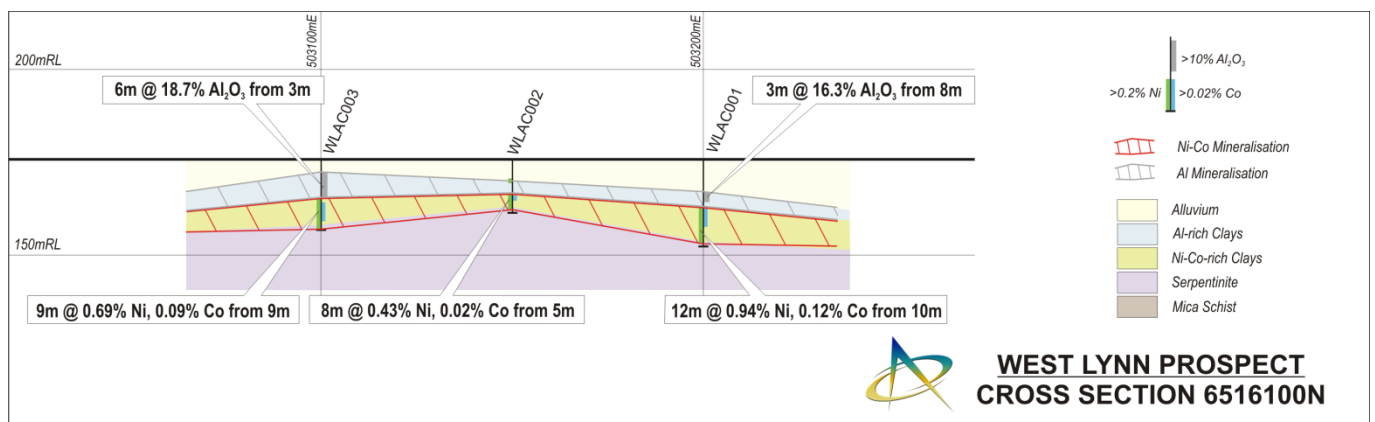 503100mE
503200mE
200mRL
6m @ 18.7% Al₂O₃ from 3m
WLAC003
WLAC002
WLAC001
3m @ 16.3% Al₂O₃ from 8m
150mRL
9m @ 0.69% Ni, 0.09% Co from 9m
8m @ 0.43% Ni, 0.02% Co from 5m
12m @ 0.94% Ni, 0.12% Co from 10m
>10% Al₂O₃
>0.2% Ni
>0.02% Co
Ni-Co Mineralisation
Al Mineralisation
Alluvium
Al-rich Clays
Ni-Co-rich Clays
Serpentinite
Mica Schist
WEST LYNN PROSPECT
CROSS SECTION 6516100N